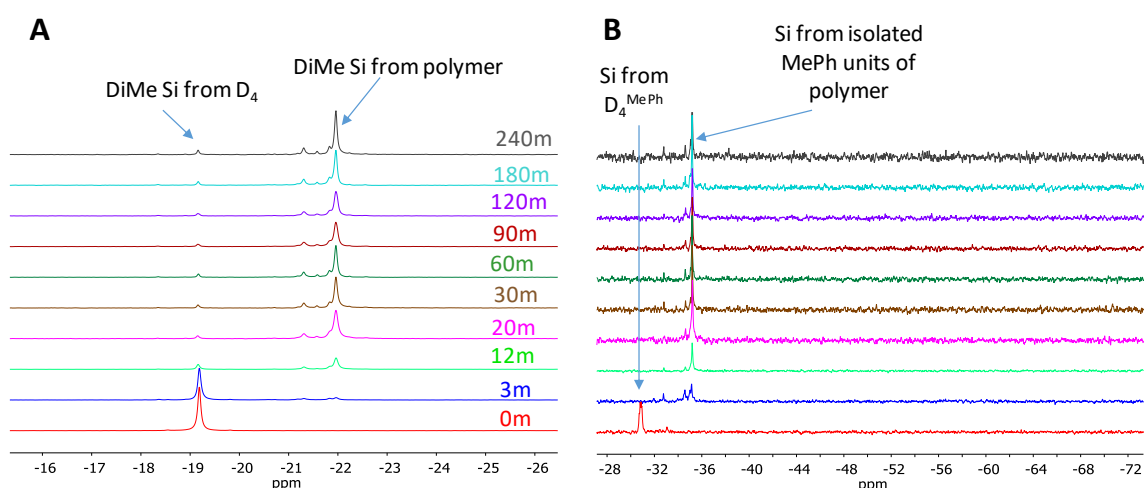 A
DiMe Si from D4
DiMe Si from polymer
240m
180m
120m
90m
60m
30m
20m
12m
3m
0m
-16 -17 -18 -19 -20 -21 -22 -23 -24 -25 -26
ppm
B
Si from
D4MePh
Si from isolated
MePh units of
polymer
-28 -32 -36 -40 -44 -48 -52 -56 -60 -64 -68 -72
ppm